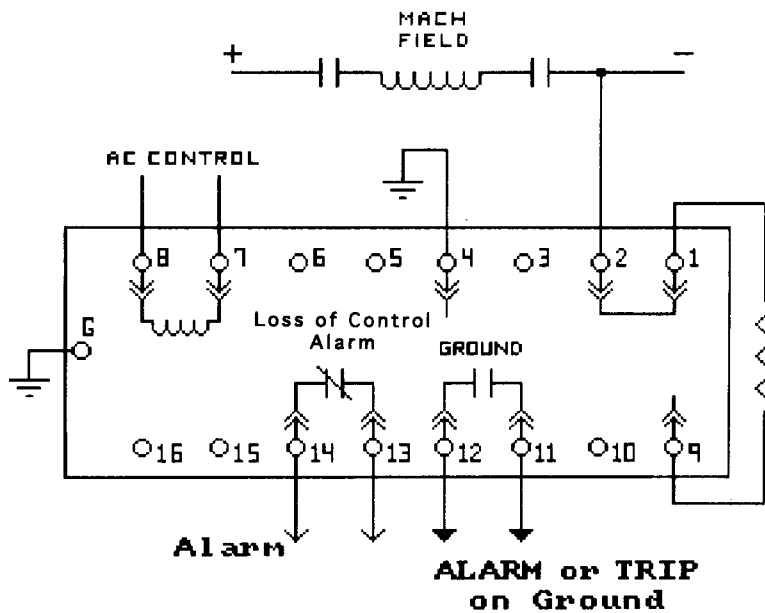 MACH
FIELD
+ −
AC CONTROL
8 7 6 5 4 3 2 1
G
Loss of Control
Alarm
GROUND
16 15 14 13 12 11 10 9
Alarm
ALARM or TRIP
on Ground